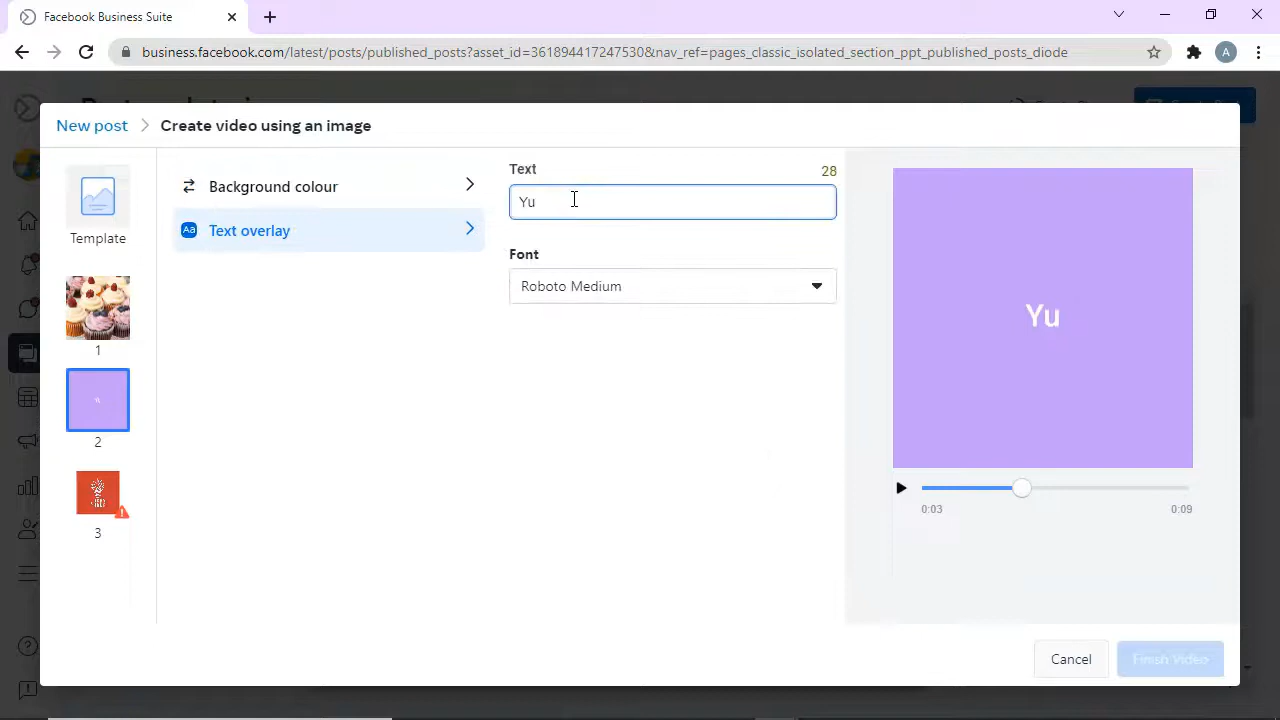 Facebook Business Suite
business.facebook.com/latest/posts/published_posts?asset_id=361894417247530&nav_ref=pages_classic_isolated_section_ppt_published_posts_diode
A
New post
Create video using an image
Template
1
2
3
Background colour
Aa
Text overlay
Text
28
Yu
Font
Roboto Medium
Yu
0:03
0:09
Cancel
Finish Video